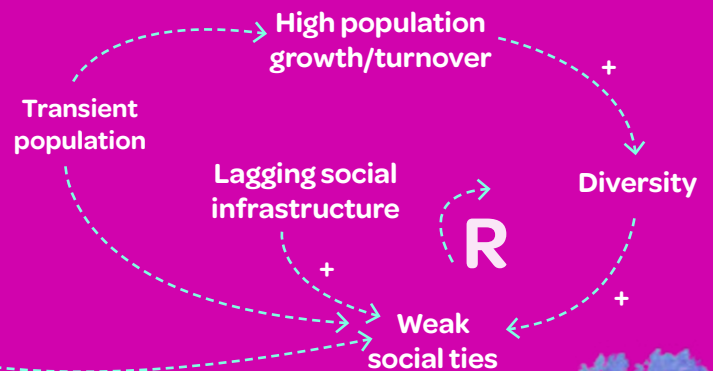 High population
growth/turnover
+
Transient
population
Lagging social
infrastructure
Diversity
R
+
+
Weak
social ties